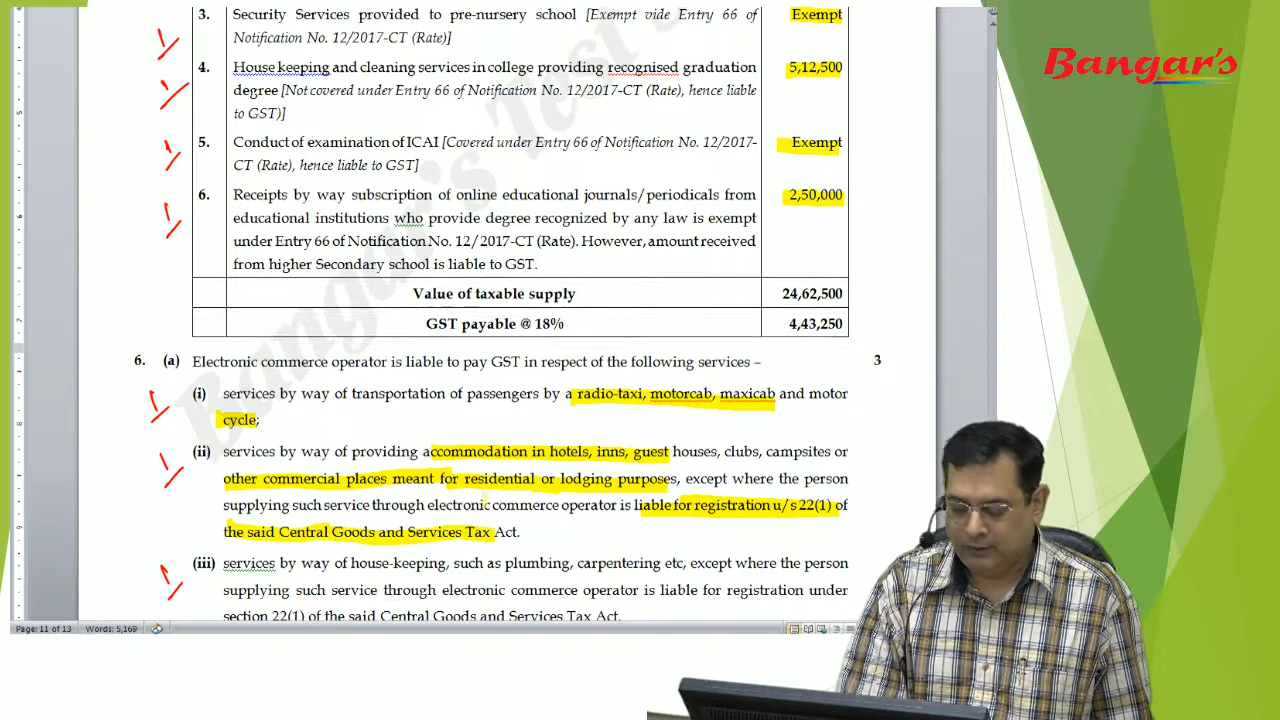 3. Security Services provided to pre-nursery school [Exempt vide Entry 66 of Exempt
Notification No. 12/2017-CT (Rate)]
4. House keeping and cleaning services in college providing recognised graduation 5,12,500
degree [Not covered under Entry 66 of Notification No. 12/2017-CT (Rate), hence liable
to GST)]
5. Conduct of examination of ICAI [Covered under Entry 66 of Notification No. 12/2017- Exempt
CT (Rate), hence liable to GST]
6. Receipts by way subscription of online educational journals/periodicals from 2,50,000
educational institutions who provide degree recognized by any law is exempt
under Entry 66 of Notification No. 12/2017-CT (Rate). However, amount received
from higher Secondary school is liable to GST.
Value of taxable supply 24,62,500
GST payable @ 18% 4,43,250
6. (a) Electronic commerce operator is liable to pay GST in respect of the following services – 3
(i) services by way of transportation of passengers by a radio-taxi, motorcab, maxicab and motor
cycle;
(ii) services by way of providing accommodation in hotels, inns, guest houses, clubs, campsites or
other commercial places meant for residential or lodging purposes, except where the person
supplying such service through electronic commerce operator is liable for registration u/s 22(1) of
the said Central Goods and Services Tax Act.
(iii) services by way of house-keeping, such as plumbing, carpentering etc, except where the person
supplying such service through electronic commerce operator is liable for registration under
section 22(1) of the said Central Goods and Services Tax Act.
Page: 11 of 13 Words: 5,169
Bangar's
Bangar's Test S